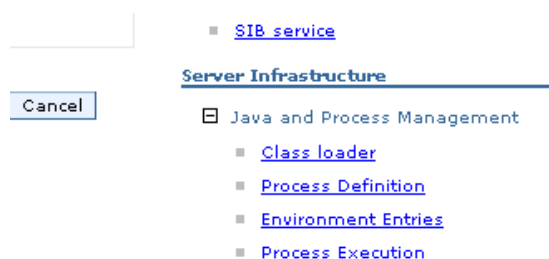 SIB service
Server Infrastructure
Cancel
Java and Process Management
Class loader
Process Definition
Environment Entries
Process Execution